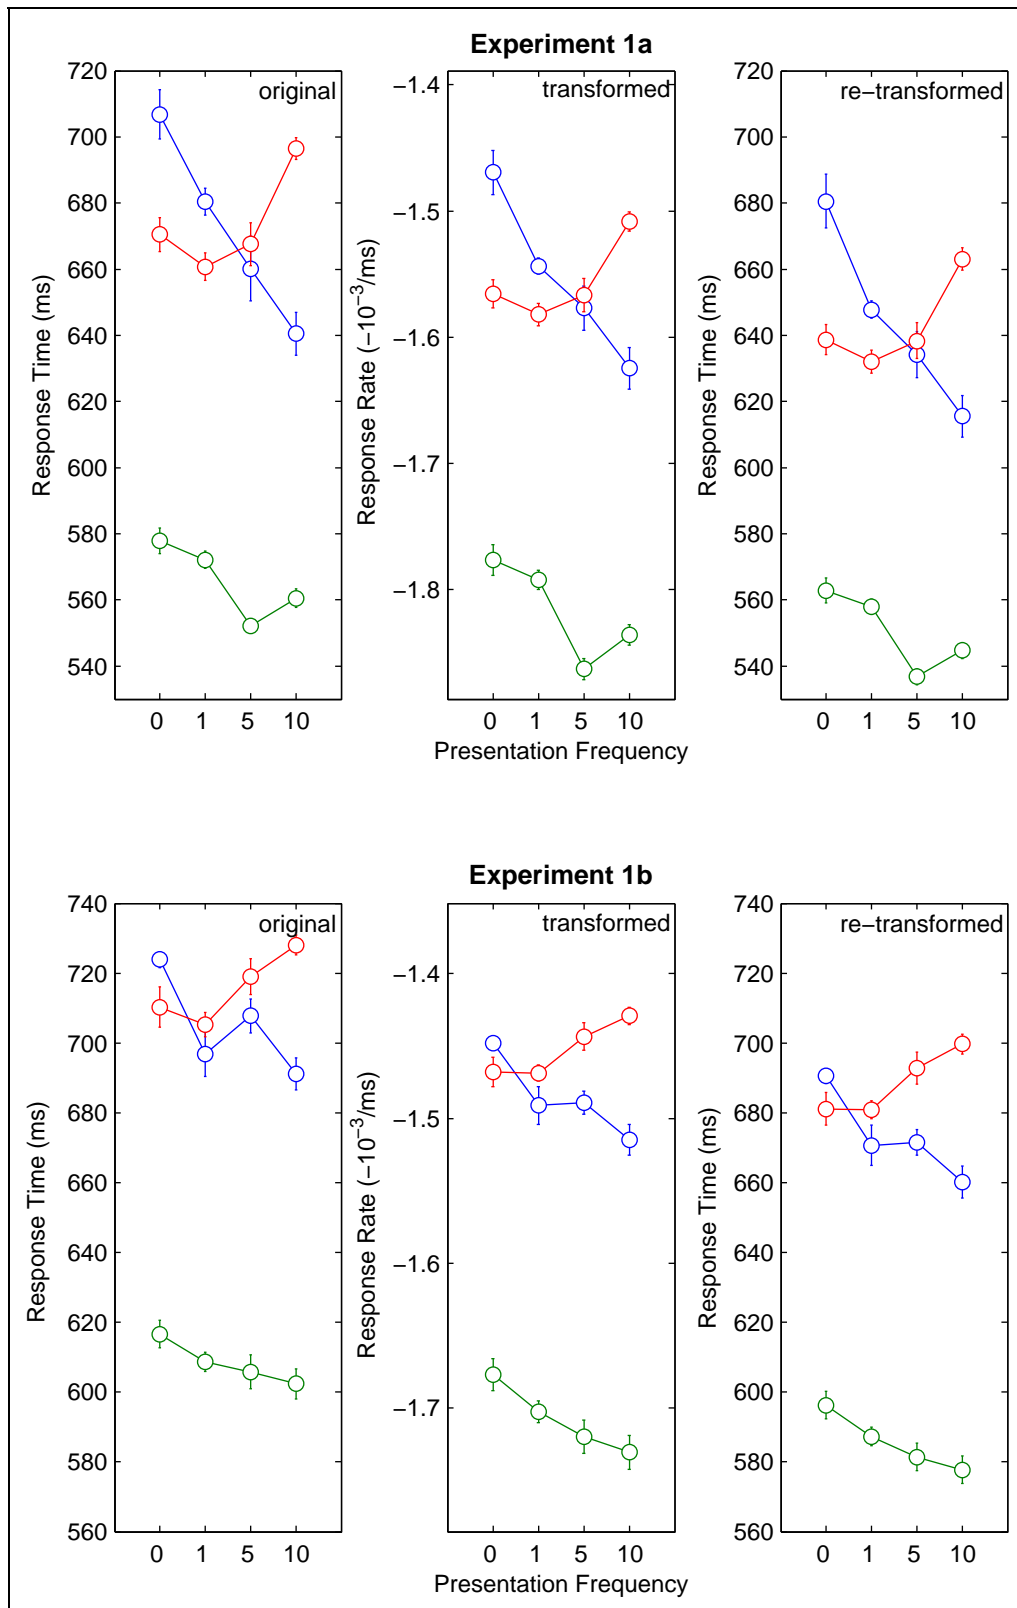 Experiment 1a
original
transformed
re−transformed
720
700
680
660
640
620
600
580
560
540
Response Time (ms)
0 1 5 10
−1.4
−1.5
−1.6
−1.7
−1.8
Response Rate (−10⁻³/ms)
0 1 5 10
Presentation Frequency
720
700
680
660
640
620
600
580
560
540
Response Time (ms)
0 1 5 10
Experiment 1b
original
transformed
re−transformed
740
720
700
680
660
640
620
600
580
560
Response Time (ms)
0 1 5 10
−1.4
−1.5
−1.6
−1.7
Response Rate (−10⁻³/ms)
0 1 5 10
Presentation Frequency
740
720
700
680
660
640
620
600
580
560
Response Time (ms)
0 1 5 10